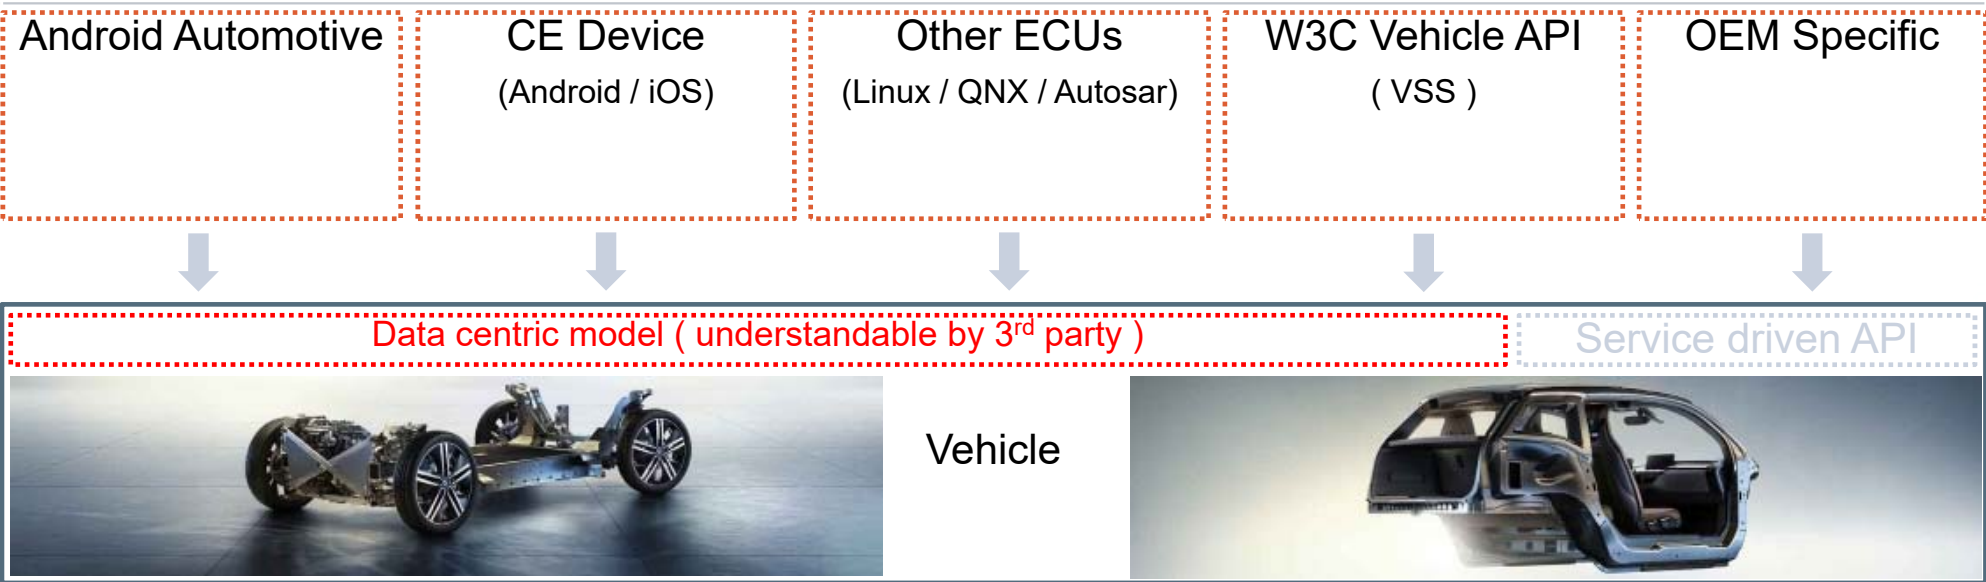 Android Automotive
CE Device
(Android / iOS)
Other ECUs
(Linux / QNX / Autosar)
W3C Vehicle API
( VSS )
OEM Specific
Data centric model ( understandable by 3rd party )
Service driven API
Vehicle